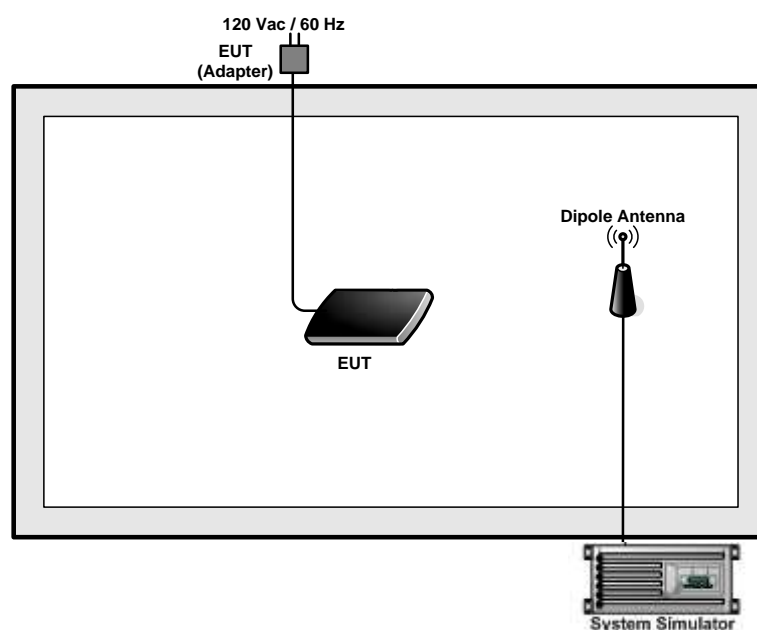 120 Vac / 60 Hz
EUT
(Adapter)
Dipole Antenna
EUT
System Simulator